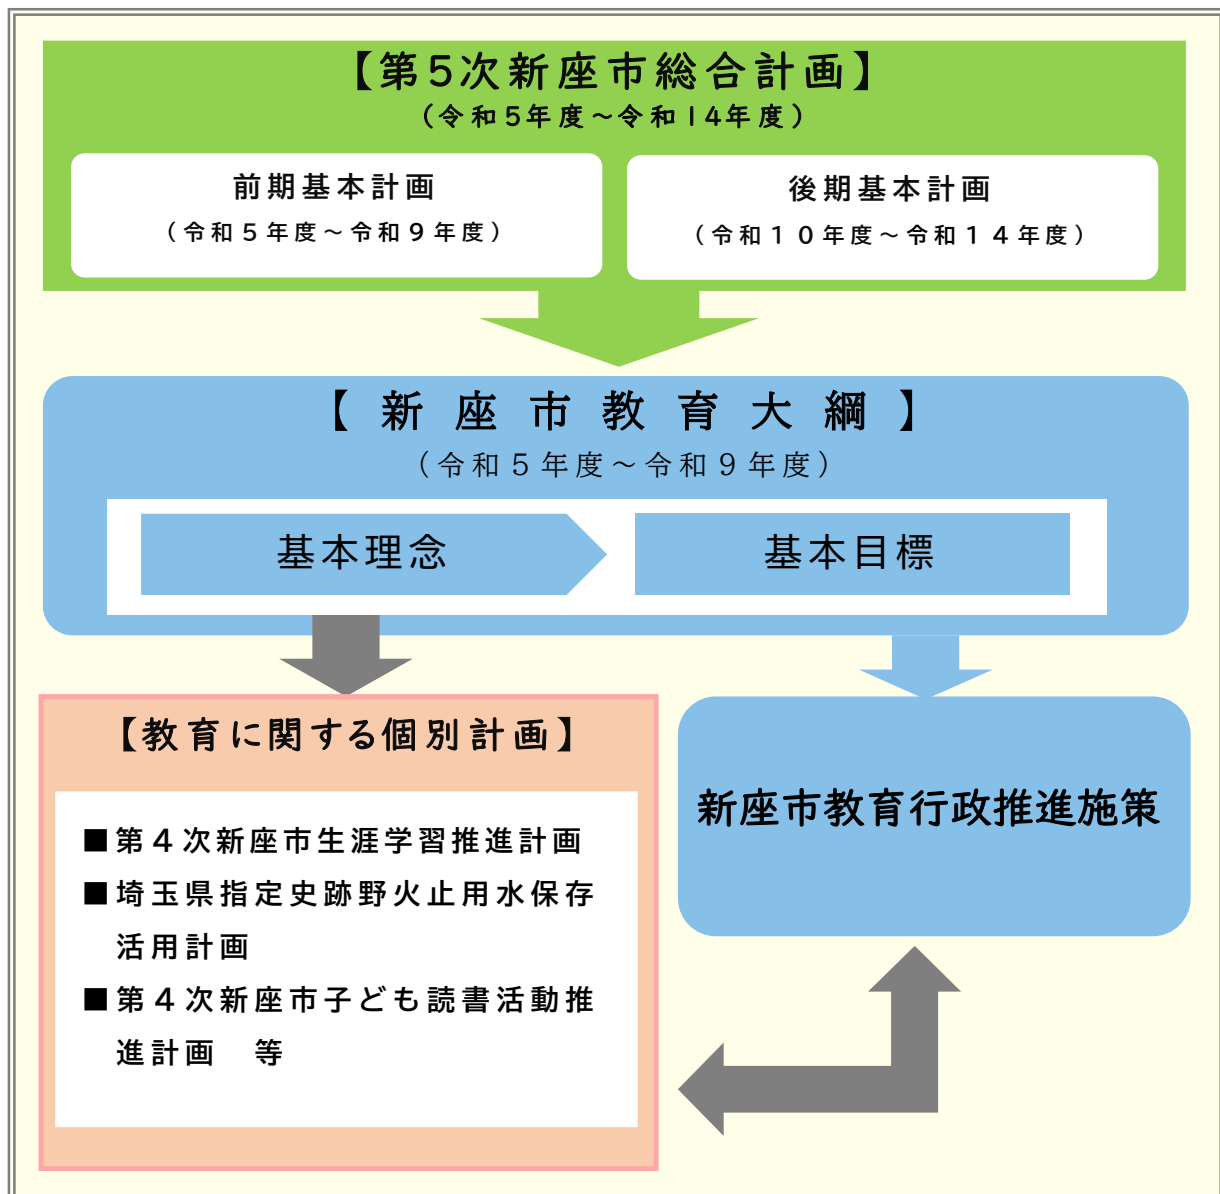 【第5次新座市総合計画】
（令和5年度～令和14年度）
前期基本計画
（令和５年度～令和９年度）
後期基本計画
（令和１０年度～令和１４年度）
【新座市教育大綱】
（令和５年度～令和９年度）
基本理念
基本目標
【教育に関する個別計画】
■第４次新座市生涯学習推進計画
■埼玉県指定史跡野火止用水保存
活用計画
■第４次新座市子ども読書活動推
進計画　等
新座市教育行政推進施策